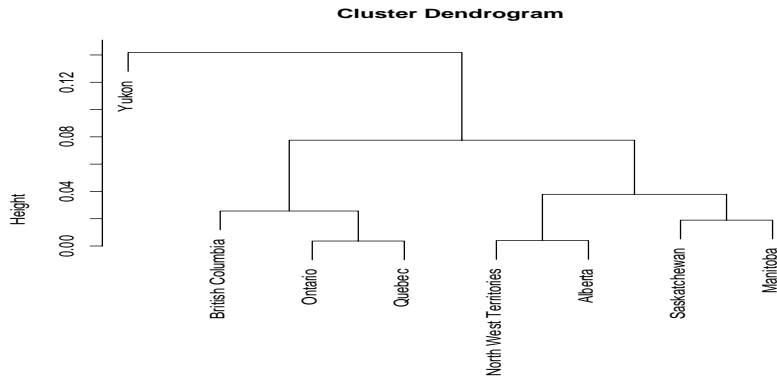 Cluster Dendrogram
Height
0.12
0.08
0.04
0.00
Yukon
British Columbia
Ontario
Quebec
North West Territories
Alberta
Saskatchewan
Manitoba